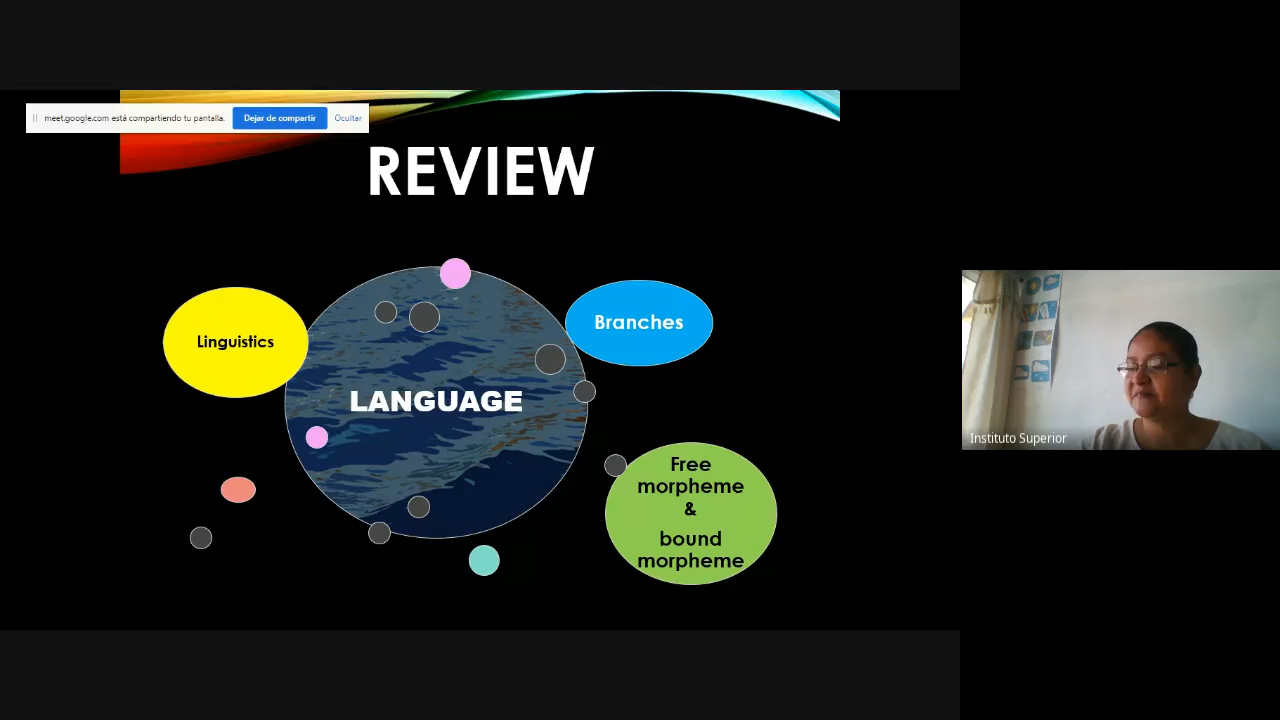 meet.google.com está compartiendo tu pantalla.
Dejar de compartir
Ocultar
REVIEW
Linguistics
Branches
LANGUAGE
Free
morpheme
&
bound
morpheme
Instituto Superior